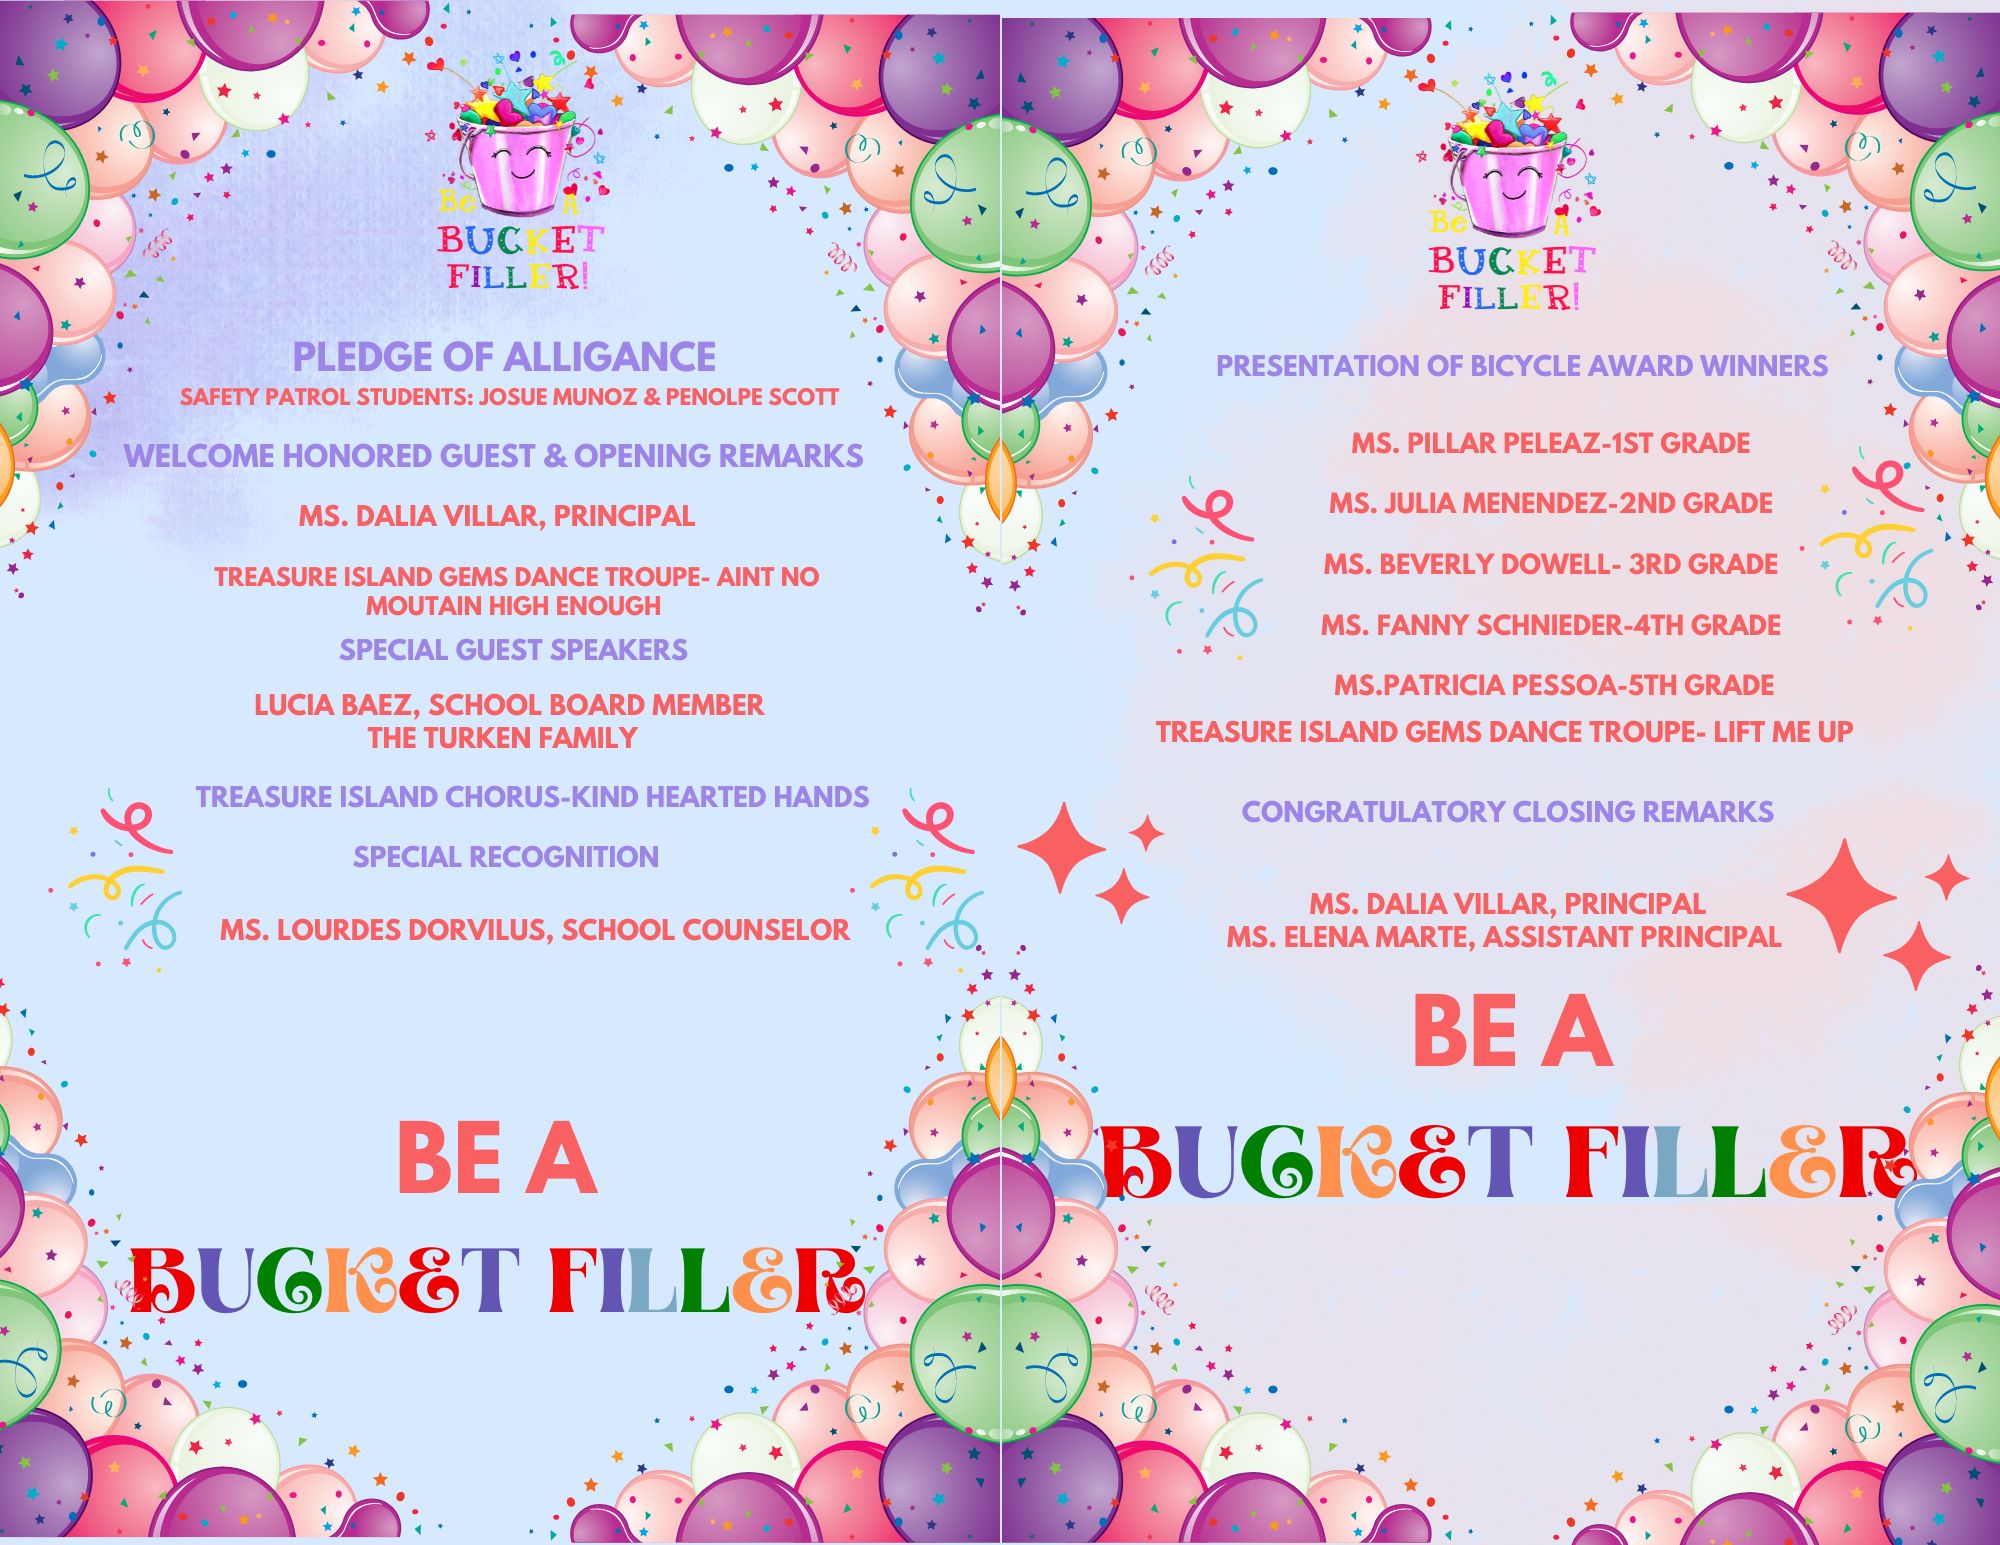 Be A
BUCKET
FILLER!
PLEDGE OF ALLIGANCE
SAFETY PATROL STUDENTS: JOSUE MUNOZ & PENOLPE SCOTT
WELCOME HONORED GUEST & OPENING REMARKS
MS. DALIA VILLAR, PRINCIPAL
TREASURE ISLAND GEMS DANCE TROUPE- AINT NO
MOUTAIN HIGH ENOUGH
SPECIAL GUEST SPEAKERS
LUCIA BAEZ, SCHOOL BOARD MEMBER
THE TURKEN FAMILY
TREASURE ISLAND CHORUS-KIND HEARTED HANDS
SPECIAL RECOGNITION
MS. LOURDES DORVILUS, SCHOOL COUNSELOR
BE A
BUCKET FILLER
Be A
BUCKET
FILLER!
PRESENTATION OF BICYCLE AWARD WINNERS
MS. PILLAR PELEAZ-1ST GRADE
MS. JULIA MENENDEZ-2ND GRADE
MS. BEVERLY DOWELL- 3RD GRADE
MS. FANNY SCHNIEDER-4TH GRADE
MS.PATRICIA PESSOA-5TH GRADE
TREASURE ISLAND GEMS DANCE TROUPE- LIFT ME UP
CONGRATULATORY CLOSING REMARKS
MS. DALIA VILLAR, PRINCIPAL
MS. ELENA MARTE, ASSISTANT PRINCIPAL
BE A
BUCKET FILLER